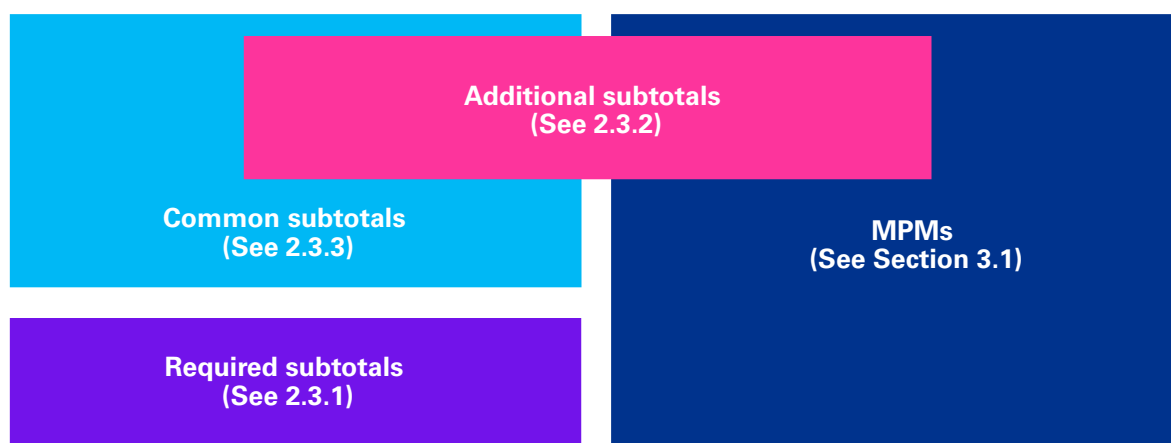 Additional subtotals
(See 2.3.2)
Common subtotals
(See 2.3.3)
MPMs
(See Section 3.1)
Required subtotals
(See 2.3.1)